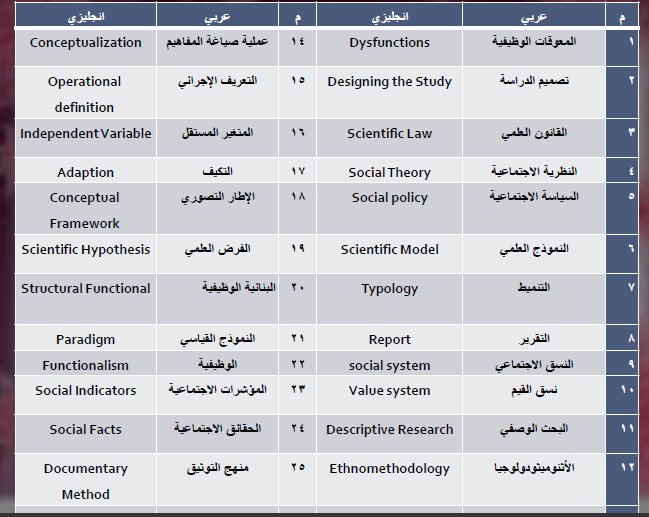 م عربي انجليزي م عربي انجليزي
١ المعوقات الوظيفية Dysfunctions ١٤ عملية صياغة المفاهيم Conceptualization
٢ تصميم الدراسة Designing the Study ١٥ التعريف الإجرائي Operational
definition
٣ القانون العلمي Scientific Law ١٦ المتغير المستقل Independent Variable
٤ النظرية الاجتماعية Social Theory ١٧ التكيف Adaption
٥ السياسة الاجتماعية Social policy ١٨ الإطار التصوري Conceptual
Framework
٦ النموذج العلمي Scientific Model ١٩ الفرض العلمي Scientific Hypothesis
٧ التنميط Typology ٢٠ البنائية الوظيفية Structural Functional
٨ التقرير Report ٢١ النموذج القياسي Paradigm
٩ النسق الاجتماعي social system ٢٢ الوظيفية Functionalism
١٠ نسق القيم Value system ٢٣ المؤشرات الاجتماعية Social Indicators
١١ البحث الوصفي Descriptive Research ٢٤ الحقائق الاجتماعية Social Facts
١٢ الأثنوميثودولوجيا Ethnomethodology ٢٥ منهج التوثيق Documentary
Method